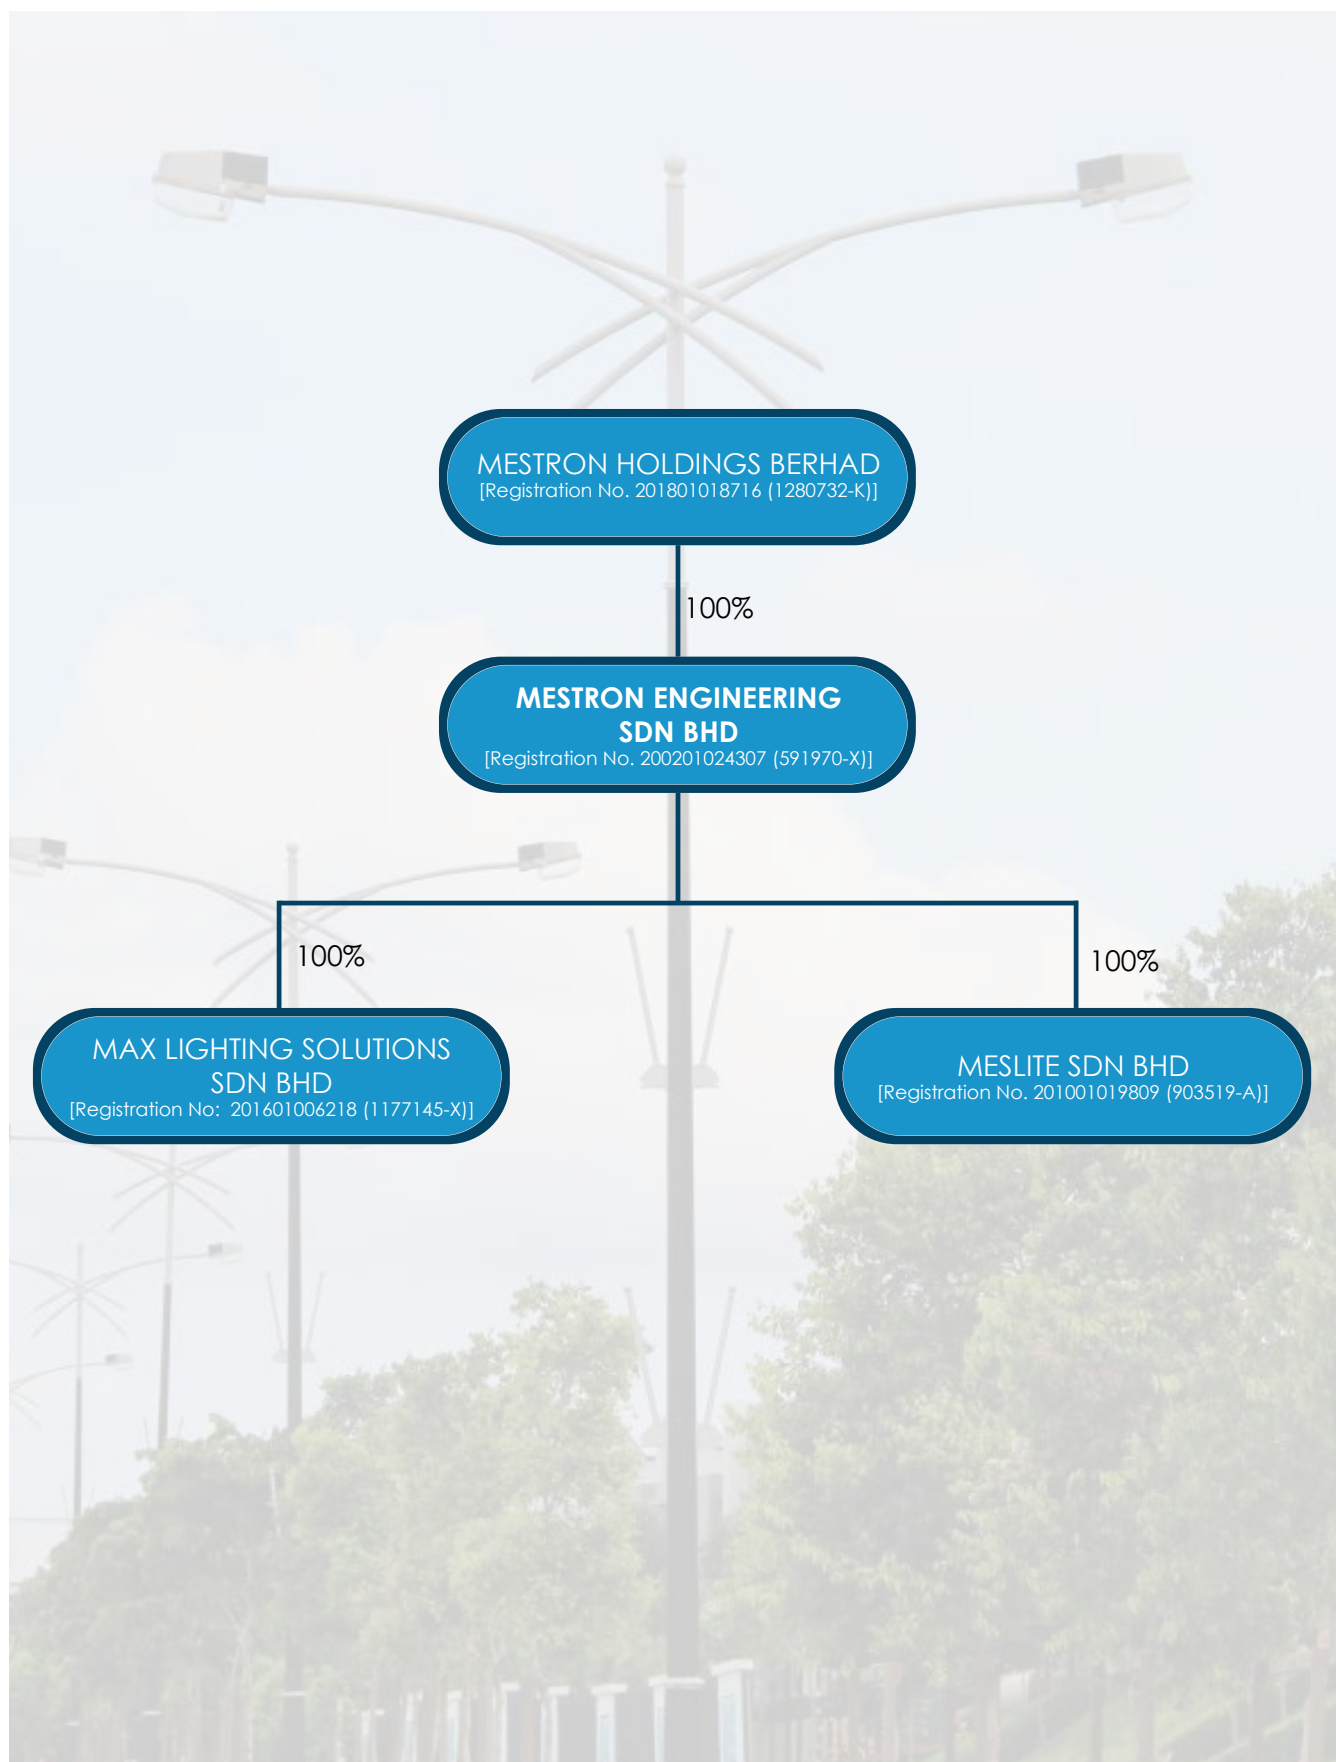 MESTRON HOLDINGS BERHAD
[Registration No. 201801018716 (1280732-K)]
100%
MESTRON ENGINEERING
SDN BHD
[Registration No. 200201024307 (591970-X)]
100%
100%
MAX LIGHTING SOLUTIONS
SDN BHD
[Registration No: 201601006218 (1177145-X)]
MESLITE SDN BHD
[Registration No. 201001019809 (903519-A)]